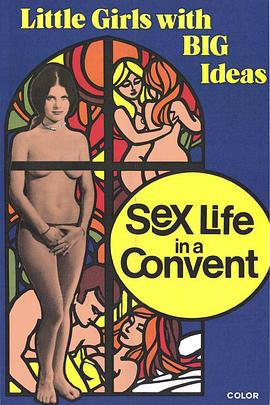 Little Girls with
BIG
Ideas
Sex Life
in a
Convent
COLOR